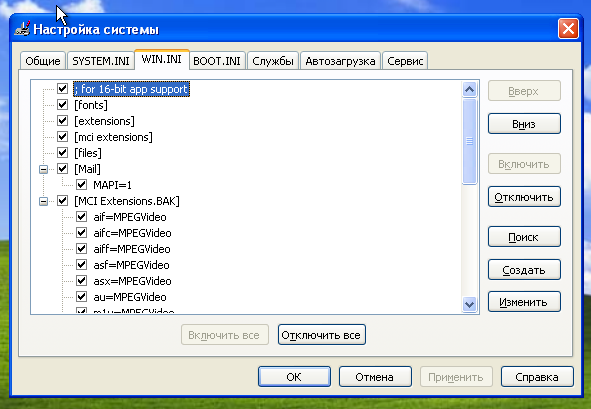 Настройка системы
Общие SYSTEM.INI WIN.INI BOOT.INI Службы Автозагрузка Сервис
; for 16-bit app support
[fonts]
[extensions]
[mci extensions]
[files]
[Mail]
MAPI=1
[MCI Extensions.BAK]
aif=MPEGVideo
aifc=MPEGVideo
aiff=MPEGVideo
asf=MPEGVideo
asx=MPEGVideo
au=MPEGVideo
Вверх
Вниз
Включить
Отключить
Поиск
Создать
Изменить
Включить все Отключить все
OK Отмена Применить Справка